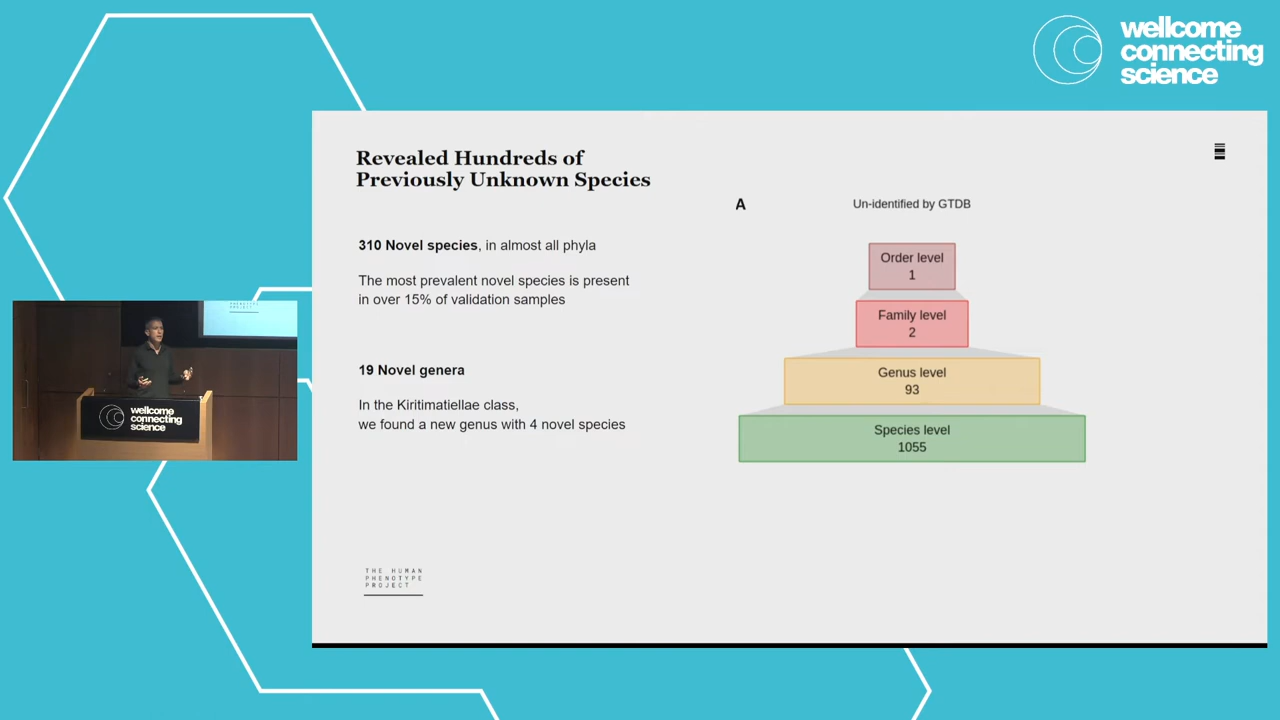 wellcome
connecting
science
Revealed Hundreds of
Previously Unknown Species
310 Novel species, in almost all phyla
The most prevalent novel species is present
in over 15% of validation samples
19 Novel genera
In the Kiritimatiellae class,
we found a new genus with 4 novel species
A
Un-identified by GTDB
Order level
1
Family level
2
Genus level
93
Species level
1055
THE HUMAN
PHENOTYPE
PROJECT
wellcome
connecting
science